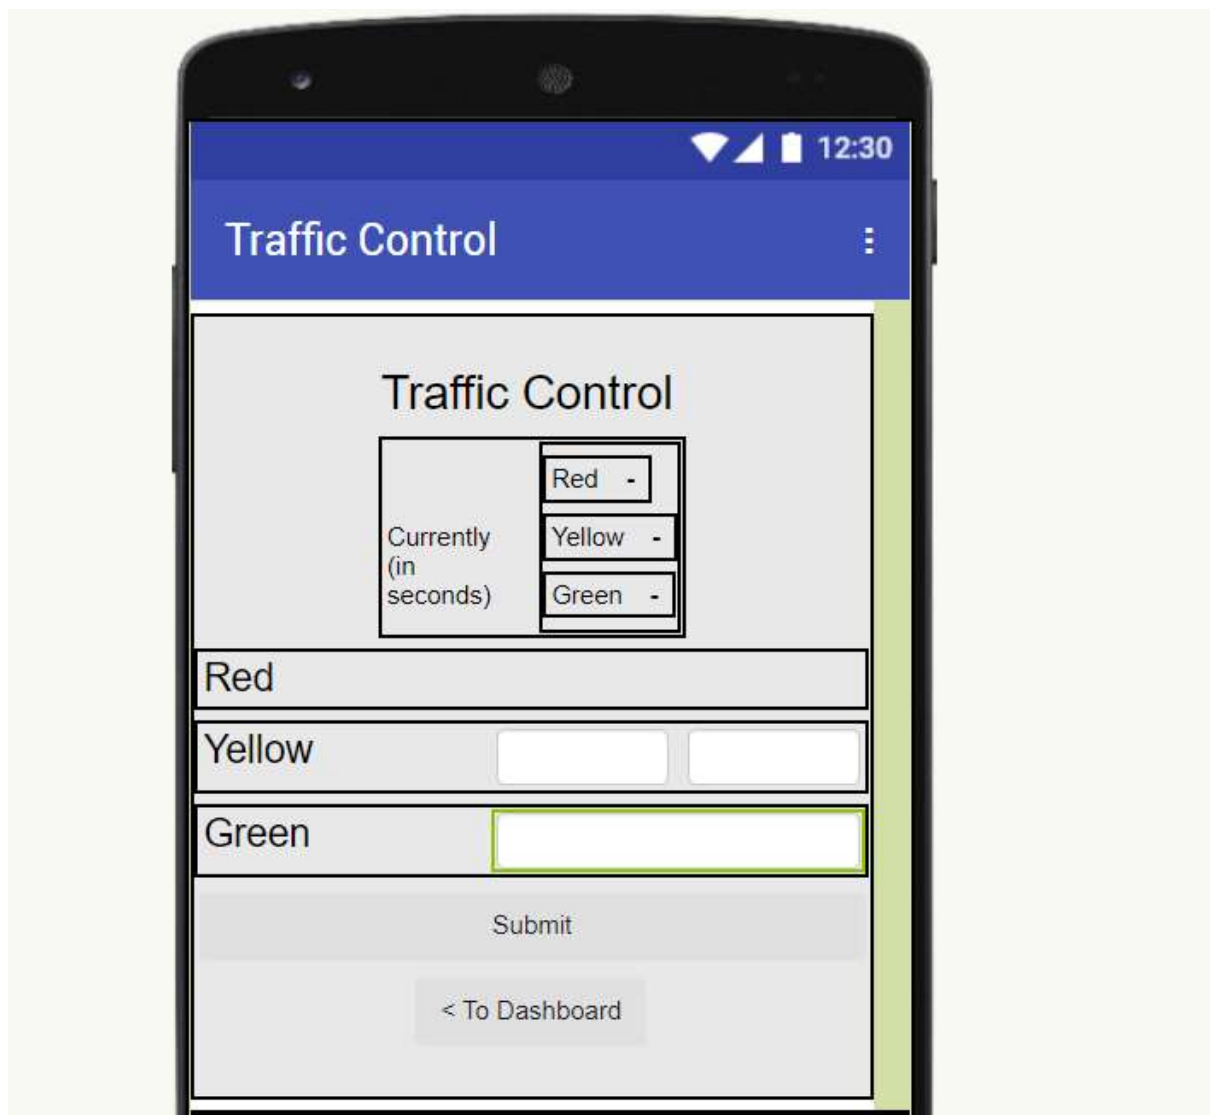 12:30
Traffic Control
Traffic Control
Red -
Currently
(in
seconds)
Yellow -
Green -
Red
Yellow
Green
Submit
< To Dashboard